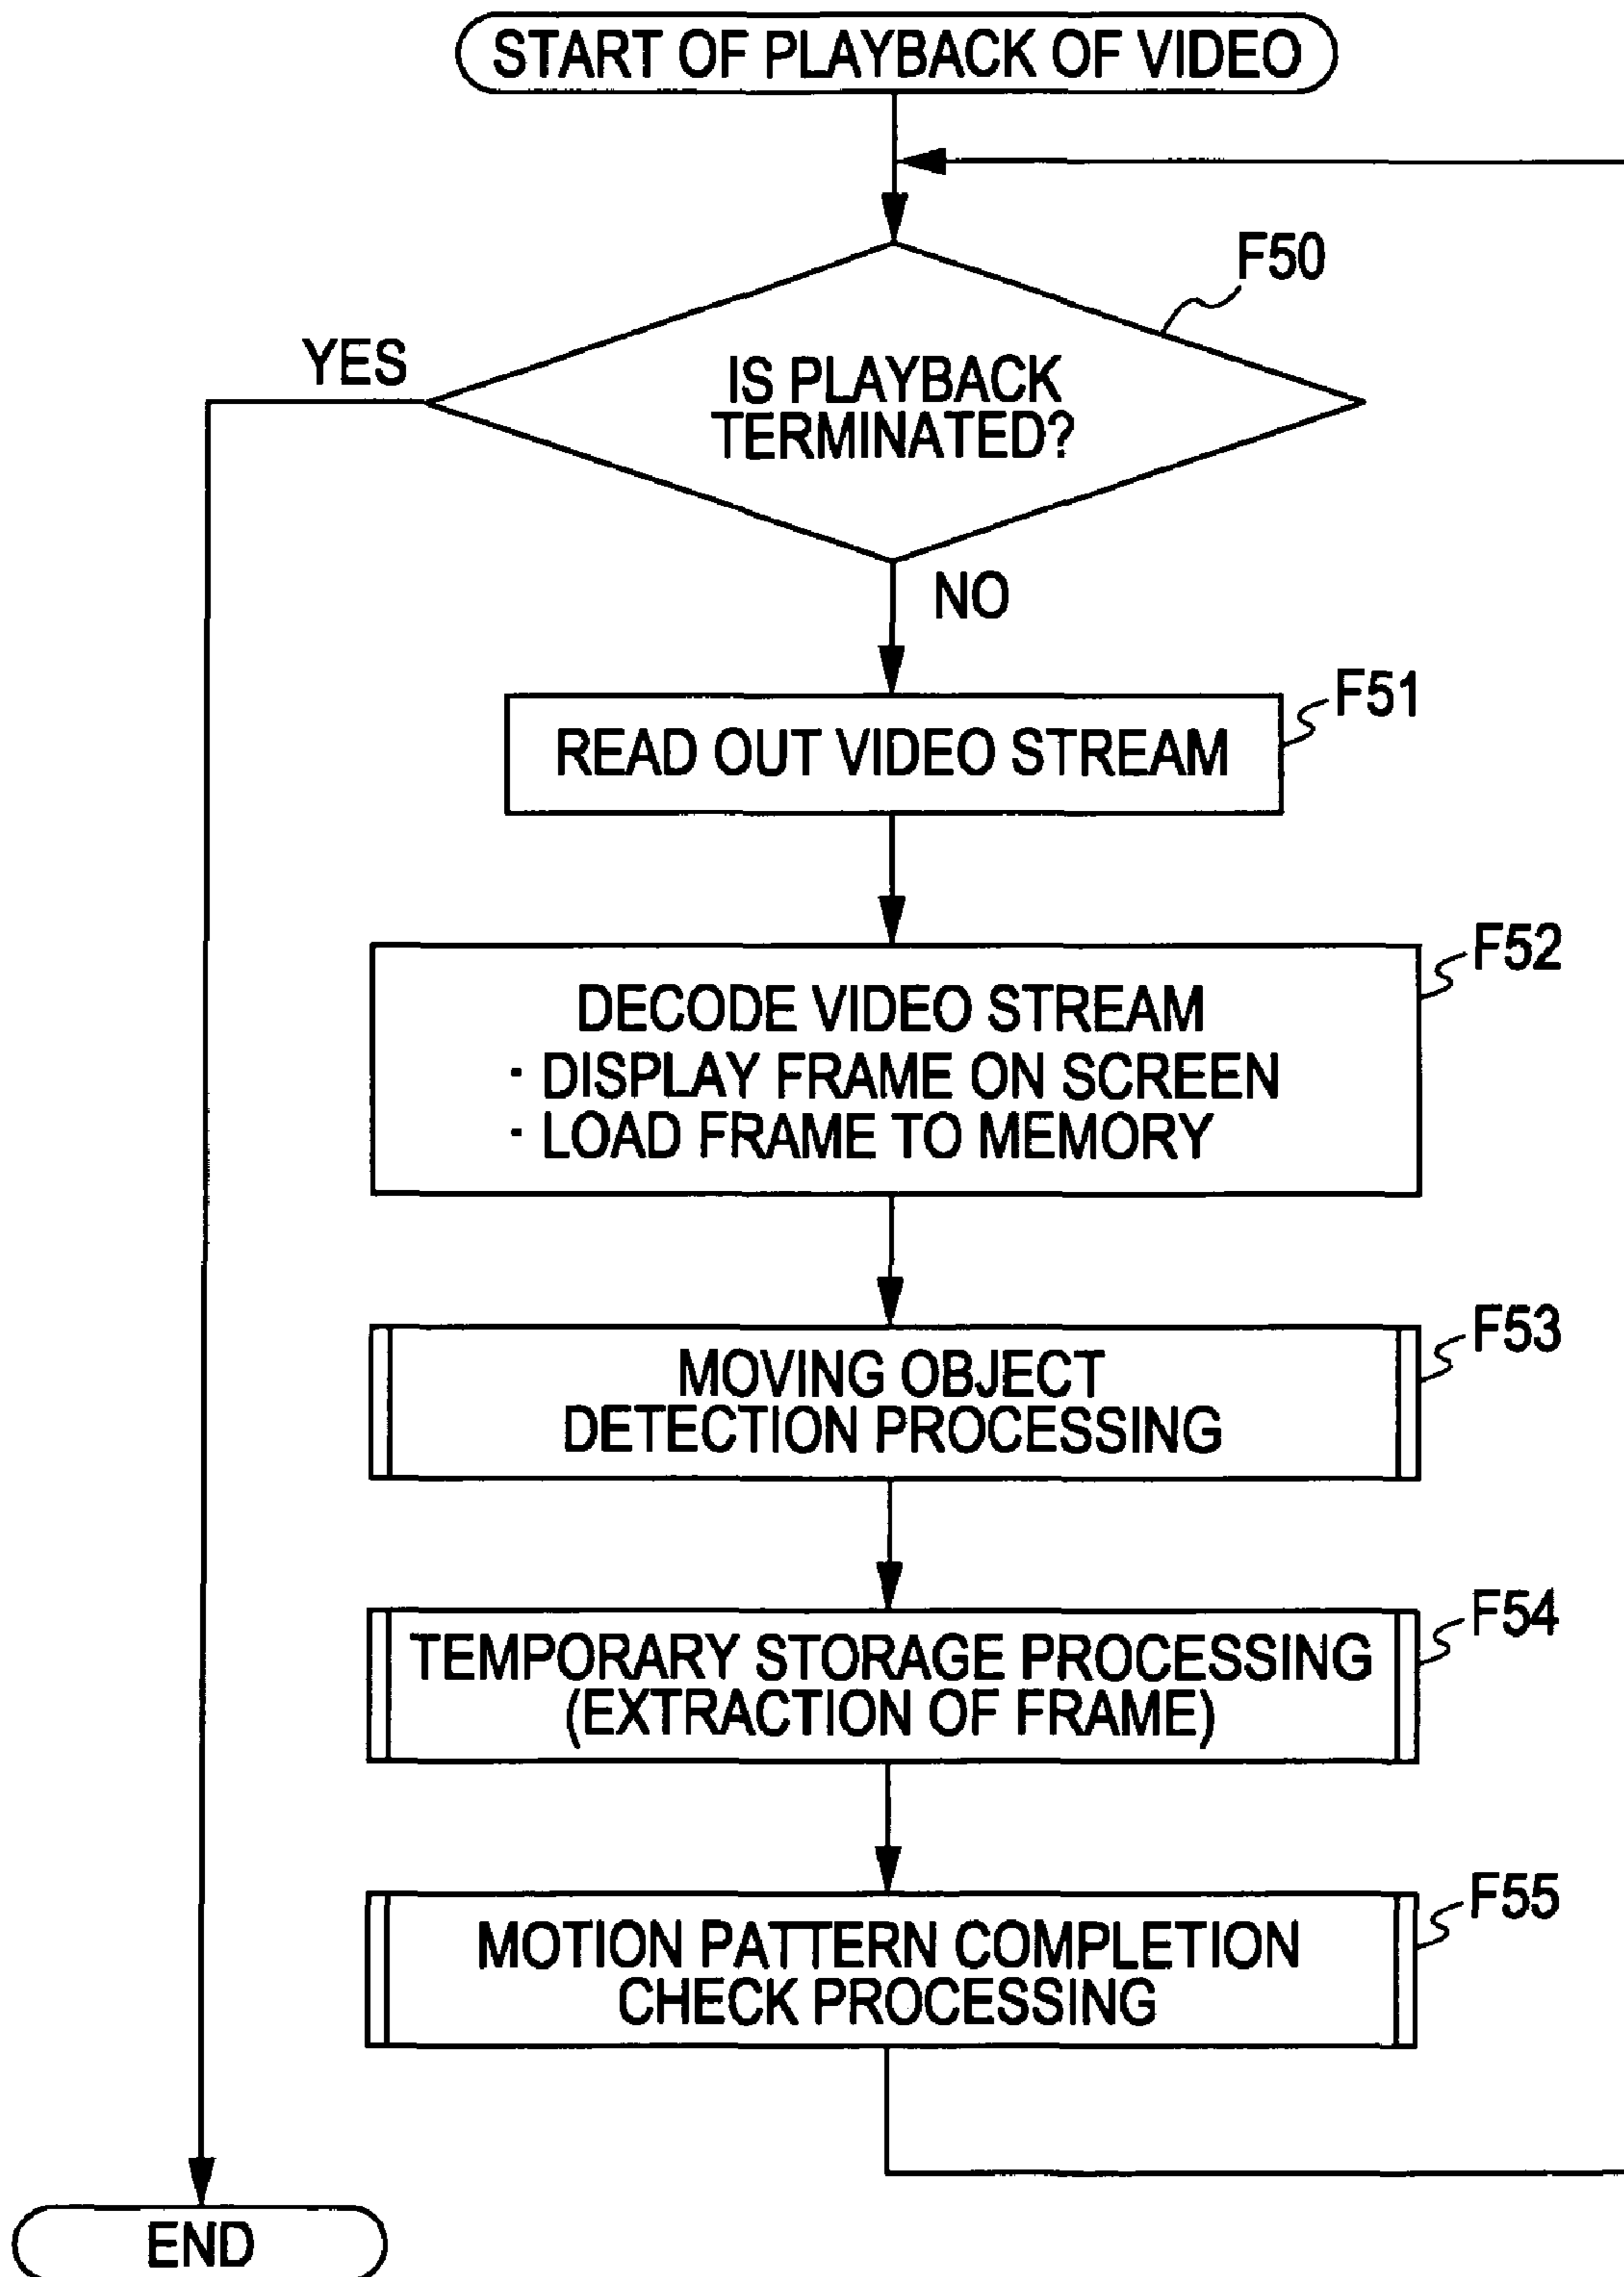 START OF PLAYBACK OF VIDEO
F50
YES
IS PLAYBACK
TERMINATED?
NO
F51
READ OUT VIDEO STREAM
F52
DECODE VIDEO STREAM
- DISPLAY FRAME ON SCREEN
- LOAD FRAME TO MEMORY
F53
MOVING OBJECT
DETECTION PROCESSING
F54
TEMPORARY STORAGE PROCESSING
(EXTRACTION OF FRAME)
F55
MOTION PATTERN COMPLETION
CHECK PROCESSING
END